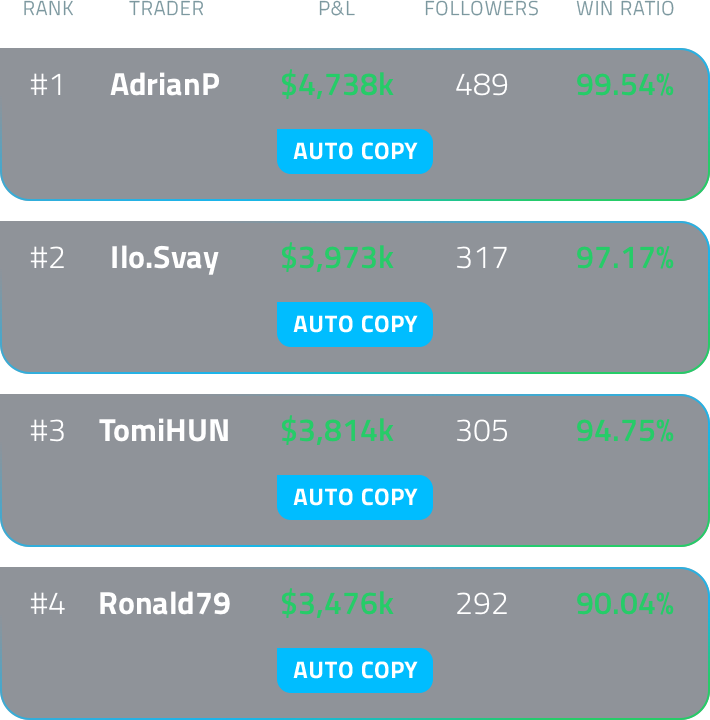 RANK TRADER P&L FOLLOWERS WIN RATIO
#1 AdrianP $4,738k 489 99.54%
AUTO COPY
#2 Ilo.Svay $3,973k 317 97.17%
AUTO COPY
#3 TomiHUN $3,814k 305 94.75%
AUTO COPY
#4 Ronald79 $3,476k 292 90.04%
AUTO COPY